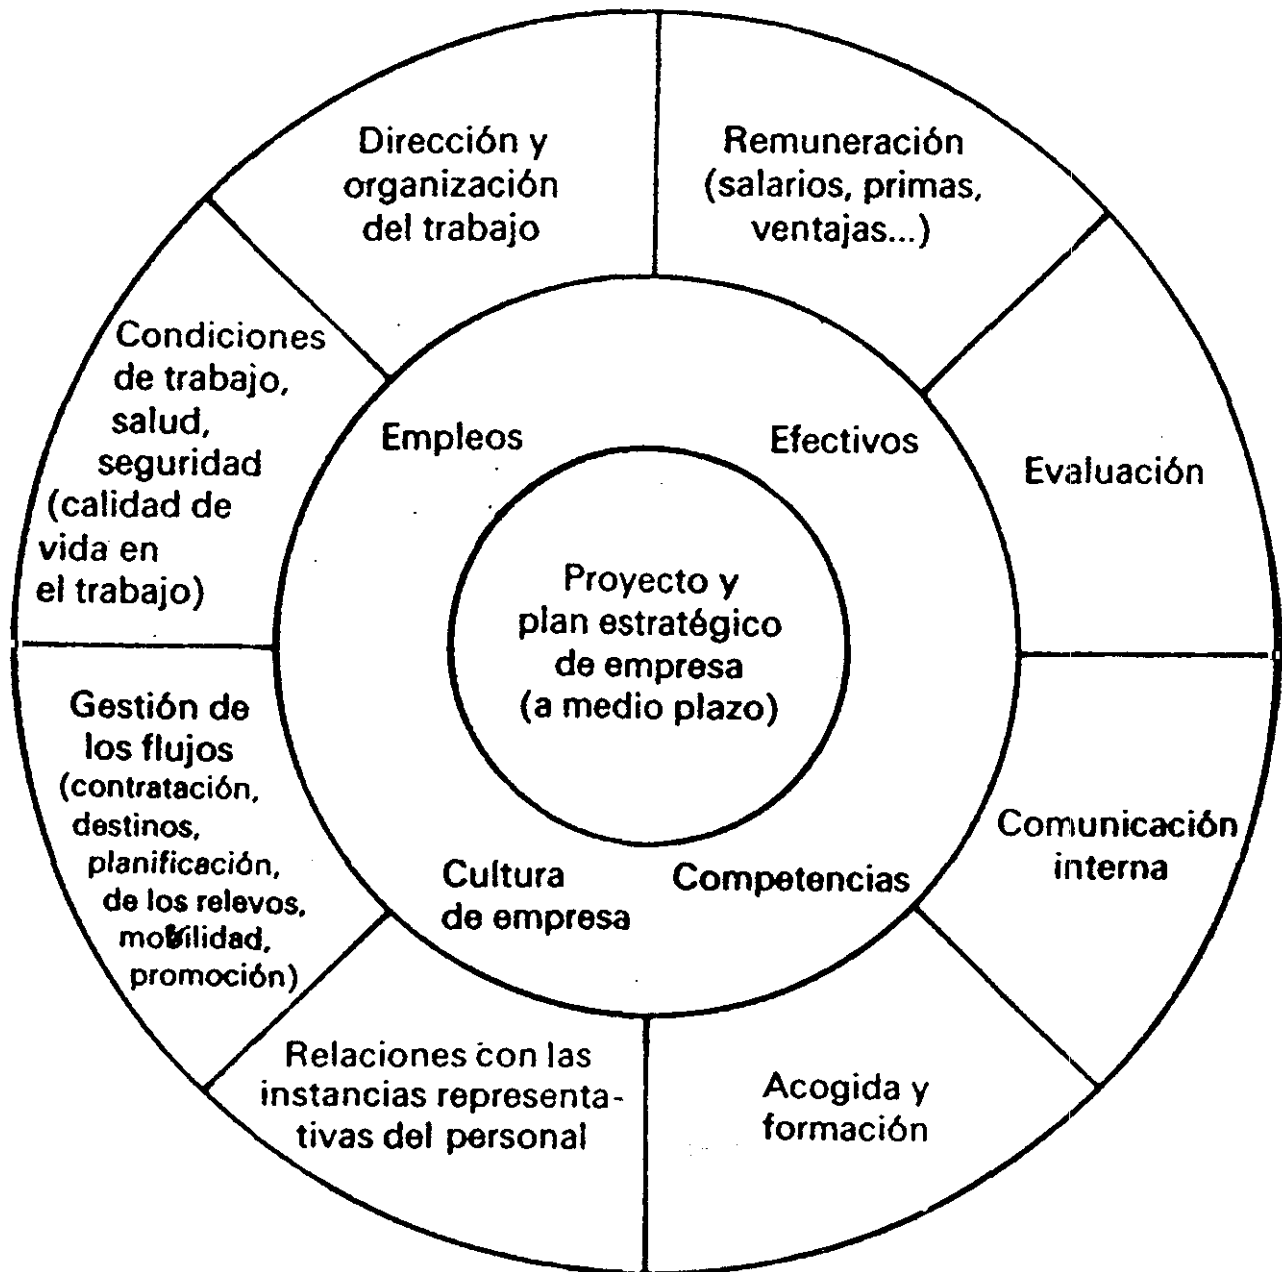 Dirección y
organización
del trabajo
Remuneración
(salarios, primas,
ventajas...)
Condiciones
de trabajo,
salud,
seguridad
(calidad de
vida en
el trabajo)
Empleos
Efectivos
Evaluación
Proyecto y
plan estratégico
de empresa
(a medio plazo)
Gestión de
los flujos
(contratación,
destinos,
planificación,
de los relevos,
movilidad,
promoción)
Cultura
de empresa
Competencias
Comunicación
interna
Relaciones con las
instancias representa-
tivas del personal
Acogida y
formación